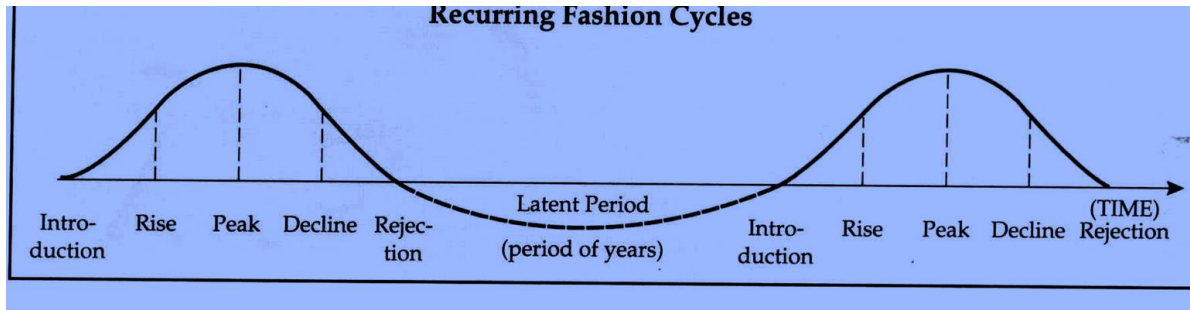 Recurring Fashion Cycles
Latent Period
(period of years)
Intro-
duction
Rise
Peak
Decline
Rejec-
tion
Intro-
duction
Rise
Peak
Decline
(TIME)
Rejection